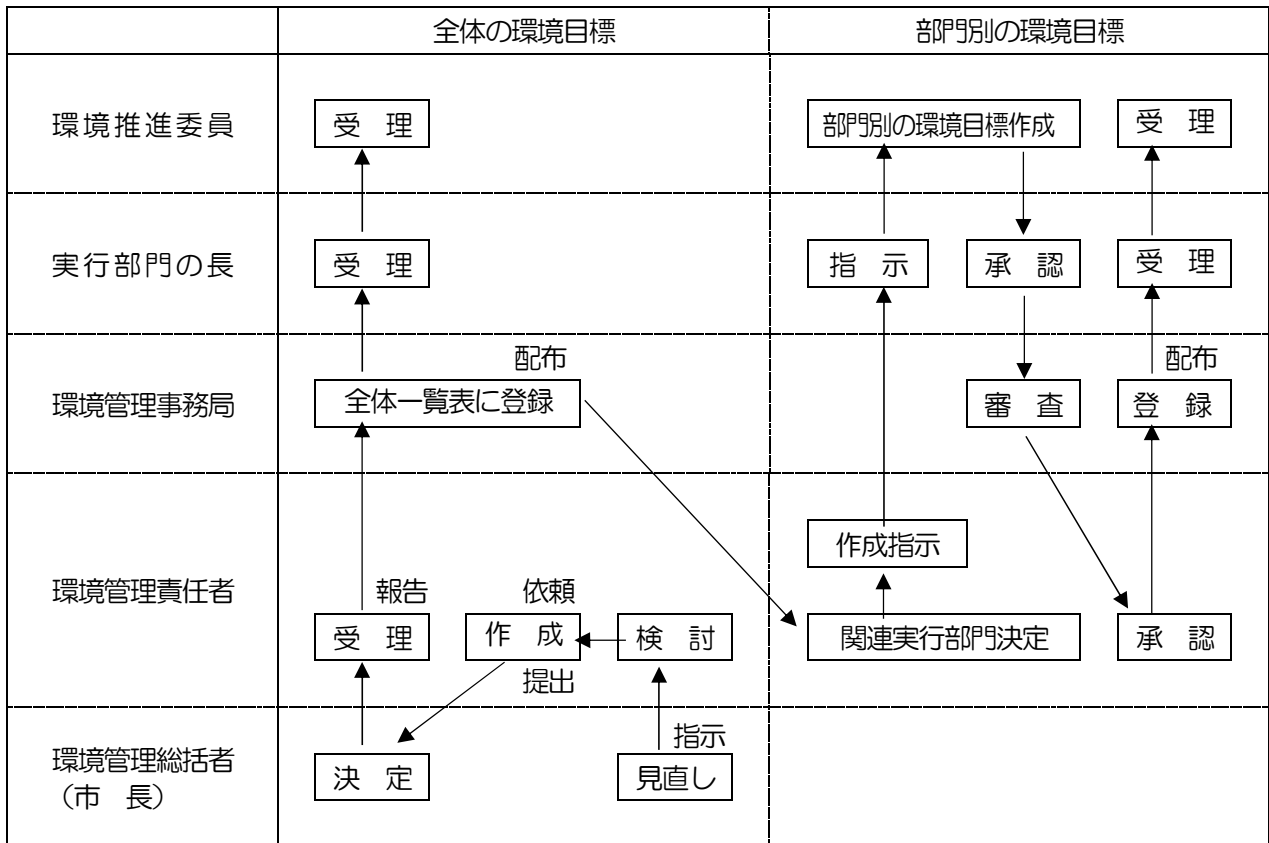 全体の環境目標
部門別の環境目標
環境推進委員
受 理
部門別の環境目標作成
受 理
実行部門の長
受 理
指 示
承 認
受 理
環境管理事務局
配布
全体一覧表に登録
審 査
配布
登 録
環境管理責任者
作成指示
報告
依頼
受 理
作 成
検 討
関連実行部門決定
承 認
提出
環境管理総括者
（市 長）
指示
決 定
見直し